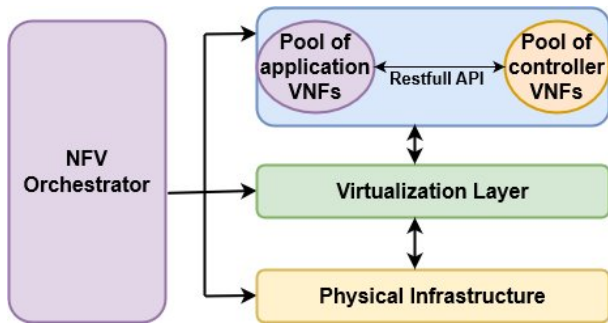 NFV
Orchestrator
Pool of
application
VNFs
Restfull API
Pool of
controller
VNFs
Virtualization Layer
Physical Infrastructure